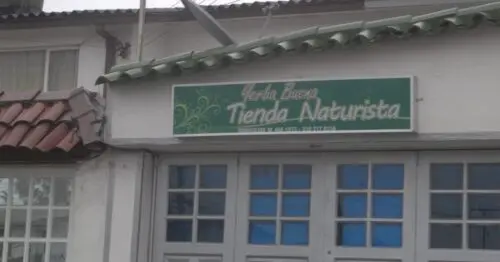 Yerba Buena
Tienda Naturista